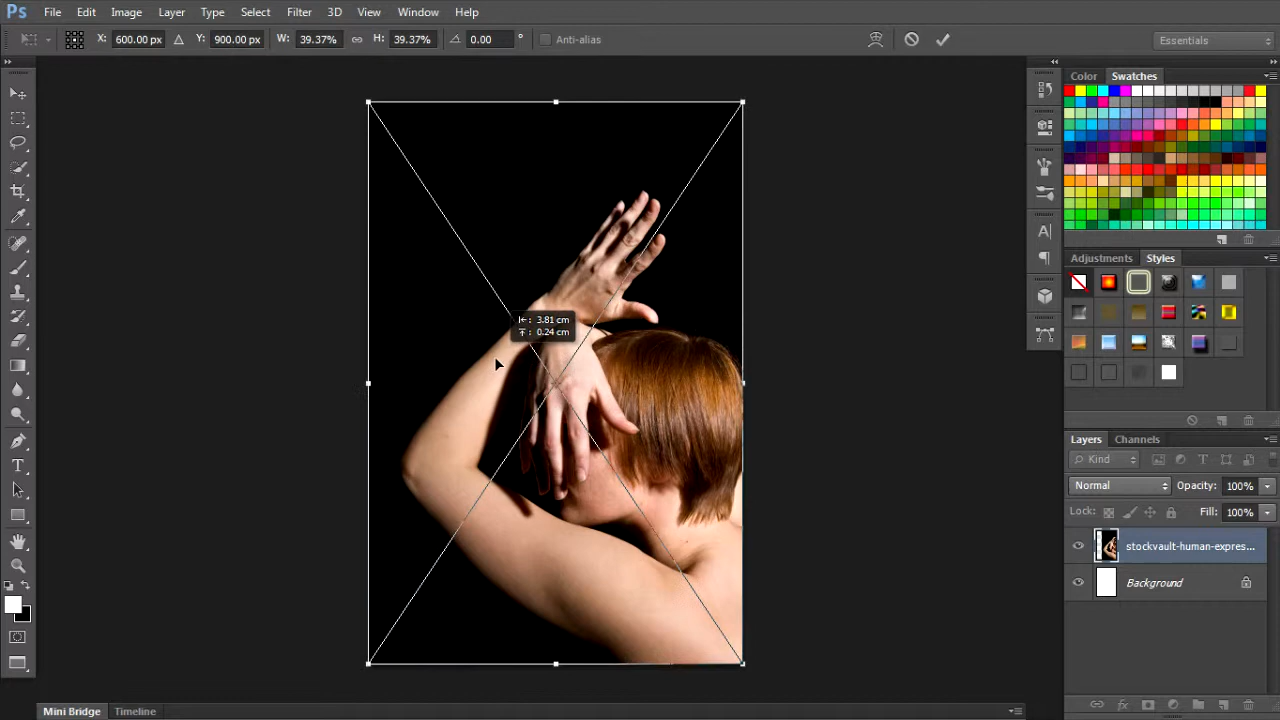 Ps File Edit Image Layer Type Select Filter 3D View Window Help
X: 600.00 px Y: 900.00 px W: 39.37% H: 39.37% 0.00 ° Anti-alias Essentials
Color Swatches
3.81 cm
0.24 cm
Adjustments Styles
Layers Channels
Kind
Normal Opacity: 100%
Lock: Fill: 100%
stockvault-human-expres...
Background
Mini Bridge Timeline